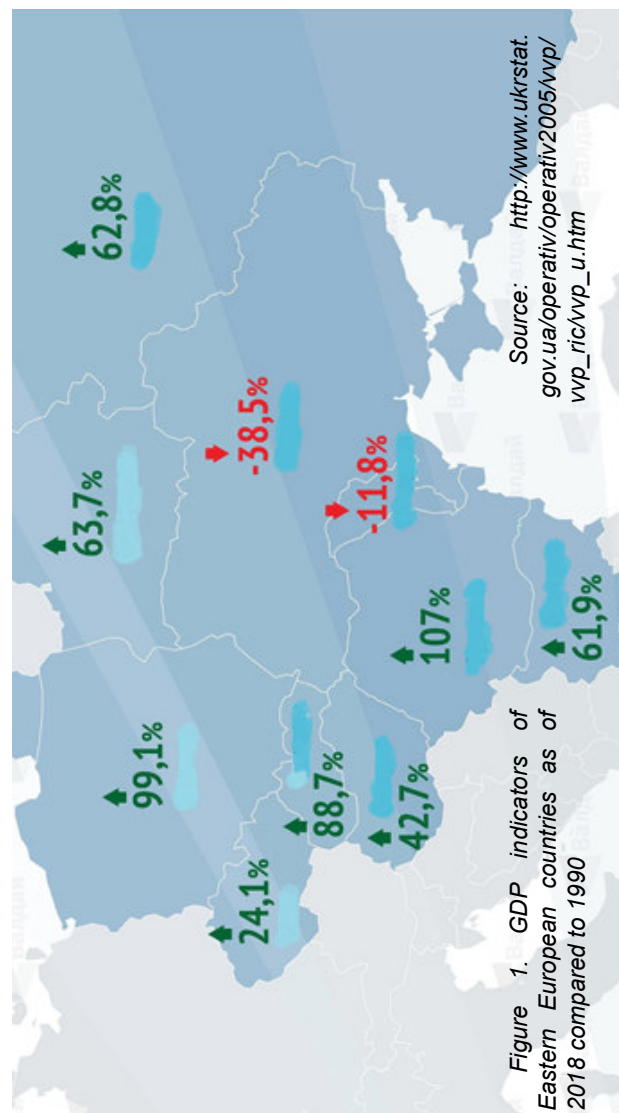 63,7%
62,8%
99,1%
-38,5%
24,1%
88,7%
-11,8%
42,7%
107%
61,9%
Figure 1. GDP indicators of
Eastern European countries as of
2018 compared to 1990
Source: http://www.ukrstat.
gov.ua/operativ/operativ2005/vvp/
vvp_ric/vvp_u.htm
Валдай